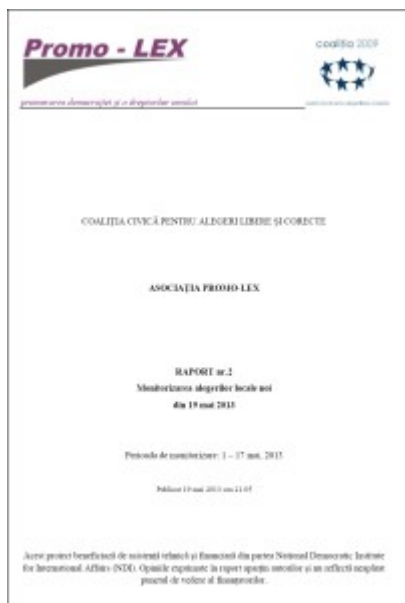 Promo - LEX
coaliția 2009
promovarea democrației și a drepturilor omului
COALIȚIA CIVICĂ PENTRU ALEGERI LIBERE ȘI CORECTE
ASOCIAȚIA PROMO-LEX
RAPORT nr.2
Monitorizarea alegerilor locale noi
din 19 mai 2013
Perioada de monitorizare: 1 – 17 mai, 2013
Publicat 19 mai 2013 ora
Acest proiect beneficiază de asistență tehnică și financiară din partea National Democratic Institute
for International Affairs (NDI). Opiniile exprimate în raport aparțin autorilor și nu reflectă neapărat
punctul de vedere al finanțatorilor.